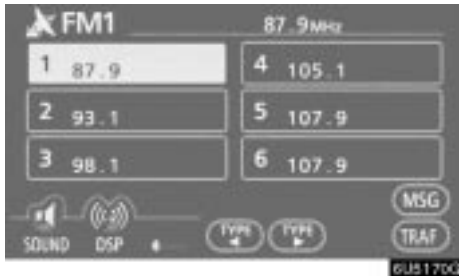 FM1 87.9MHz
1 87.9
4 105.1
2 93.1
5 107.9
3 98.1
6 107.9
MSG
SOUND DSP TYPE TYPE TRAF
6U5170G